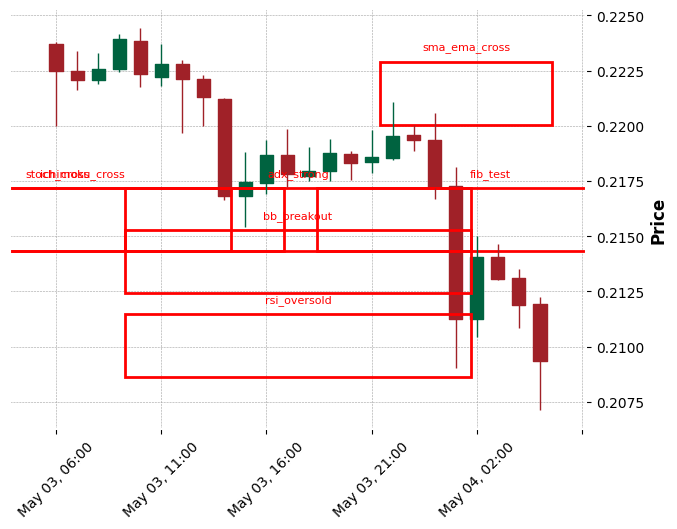 0.2250
sma_ema_cross
0.2225
0.2200
stoch_cross
adx_strong
fib_test
0.2175
bb_breakout
0.2150
Price
0.2125
rsi_oversold
0.2100
0.2075
May 03, 06:00
May 03, 11:00
May 03, 16:00
May 03, 21:00
May 04, 02:00